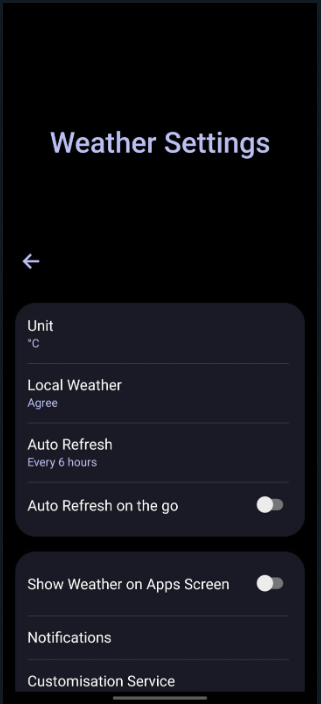 Weather Settings
Unit
°C
Local Weather
Agree
Auto Refresh
Every 6 hours
Auto Refresh on the go
Show Weather on Apps Screen
Notifications
Customisation Service